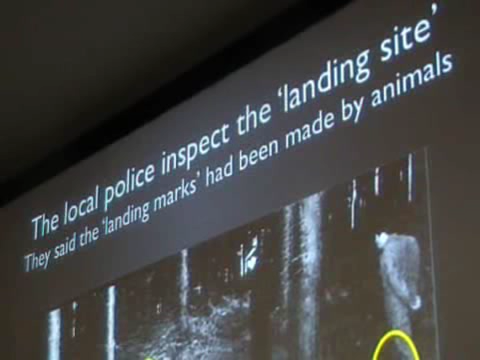 The local police inspect the 'landing site'
They said the 'landing marks' had been made by animals